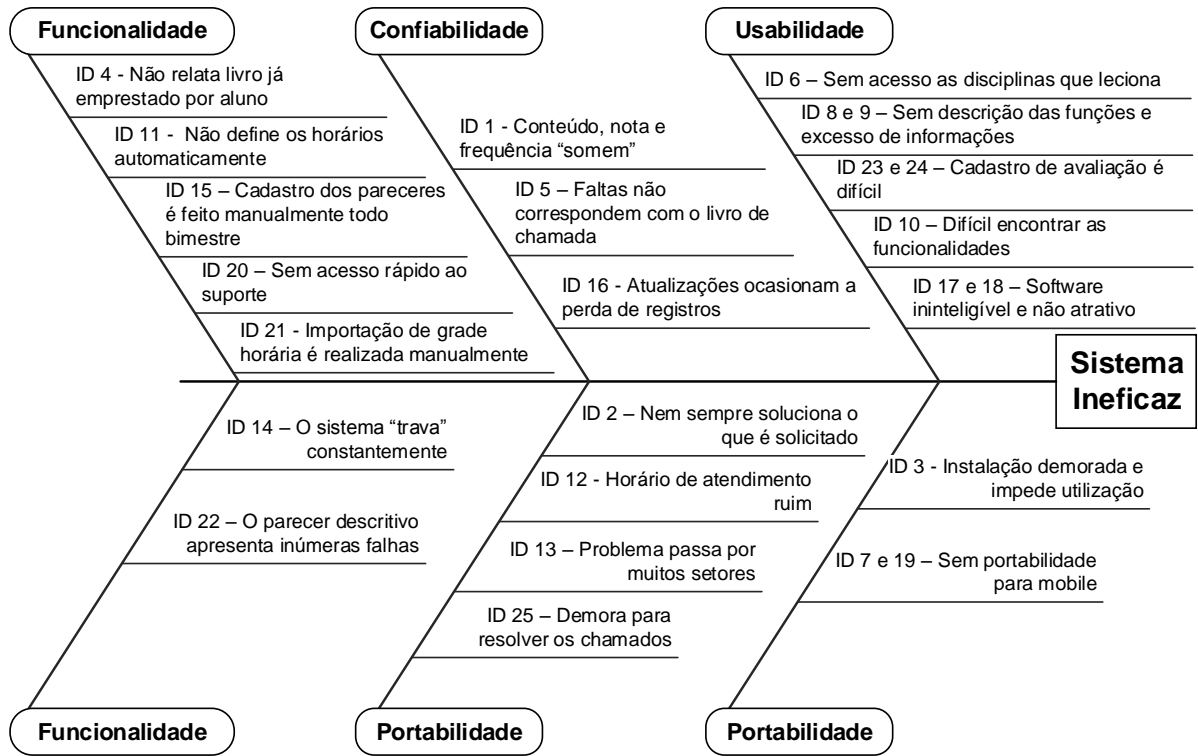 Funcionalidade
ID 4 - Não relata livro já
emprestado por aluno
ID 11 - Não define os horários
automaticamente
ID 15 – Cadastro dos pareceres
é feito manualmente todo
bimestre
ID 20 – Sem acesso rápido ao
suporte
ID 21 - Importação de grade
horária é realizada manualmente
Confiabilidade
ID 1 - Conteúdo, nota e
frequência “somem”
ID 5 – Faltas não
correspondem com o livro de
chamada
ID 16 - Atualizações ocasionam a
perda de registros
Usabilidade
ID 6 – Sem acesso as disciplinas que leciona
ID 8 e 9 – Sem descrição das funções e
excesso de informações
ID 23 e 24 – Cadastro de avaliação é
difícil
ID 10 – Difícil encontrar as
funcionalidades
ID 17 e 18 – Software
ininteligível e não atrativo
Sistema
Ineficaz
ID 14 – O sistema “trava”
constantemente
ID 22 – O parecer descritivo
apresenta inúmeras falhas
Funcionalidade
ID 2 – Nem sempre soluciona o
que é solicitado
ID 12 - Horário de atendimento
ruim
ID 13 – Problema passa por
muitos setores
ID 25 – Demora para
resolver os chamados
Portabilidade
ID 3 - Instalação demorada e
impede utilização
ID 7 e 19 – Sem portabilidade
para mobile
Portabilidade